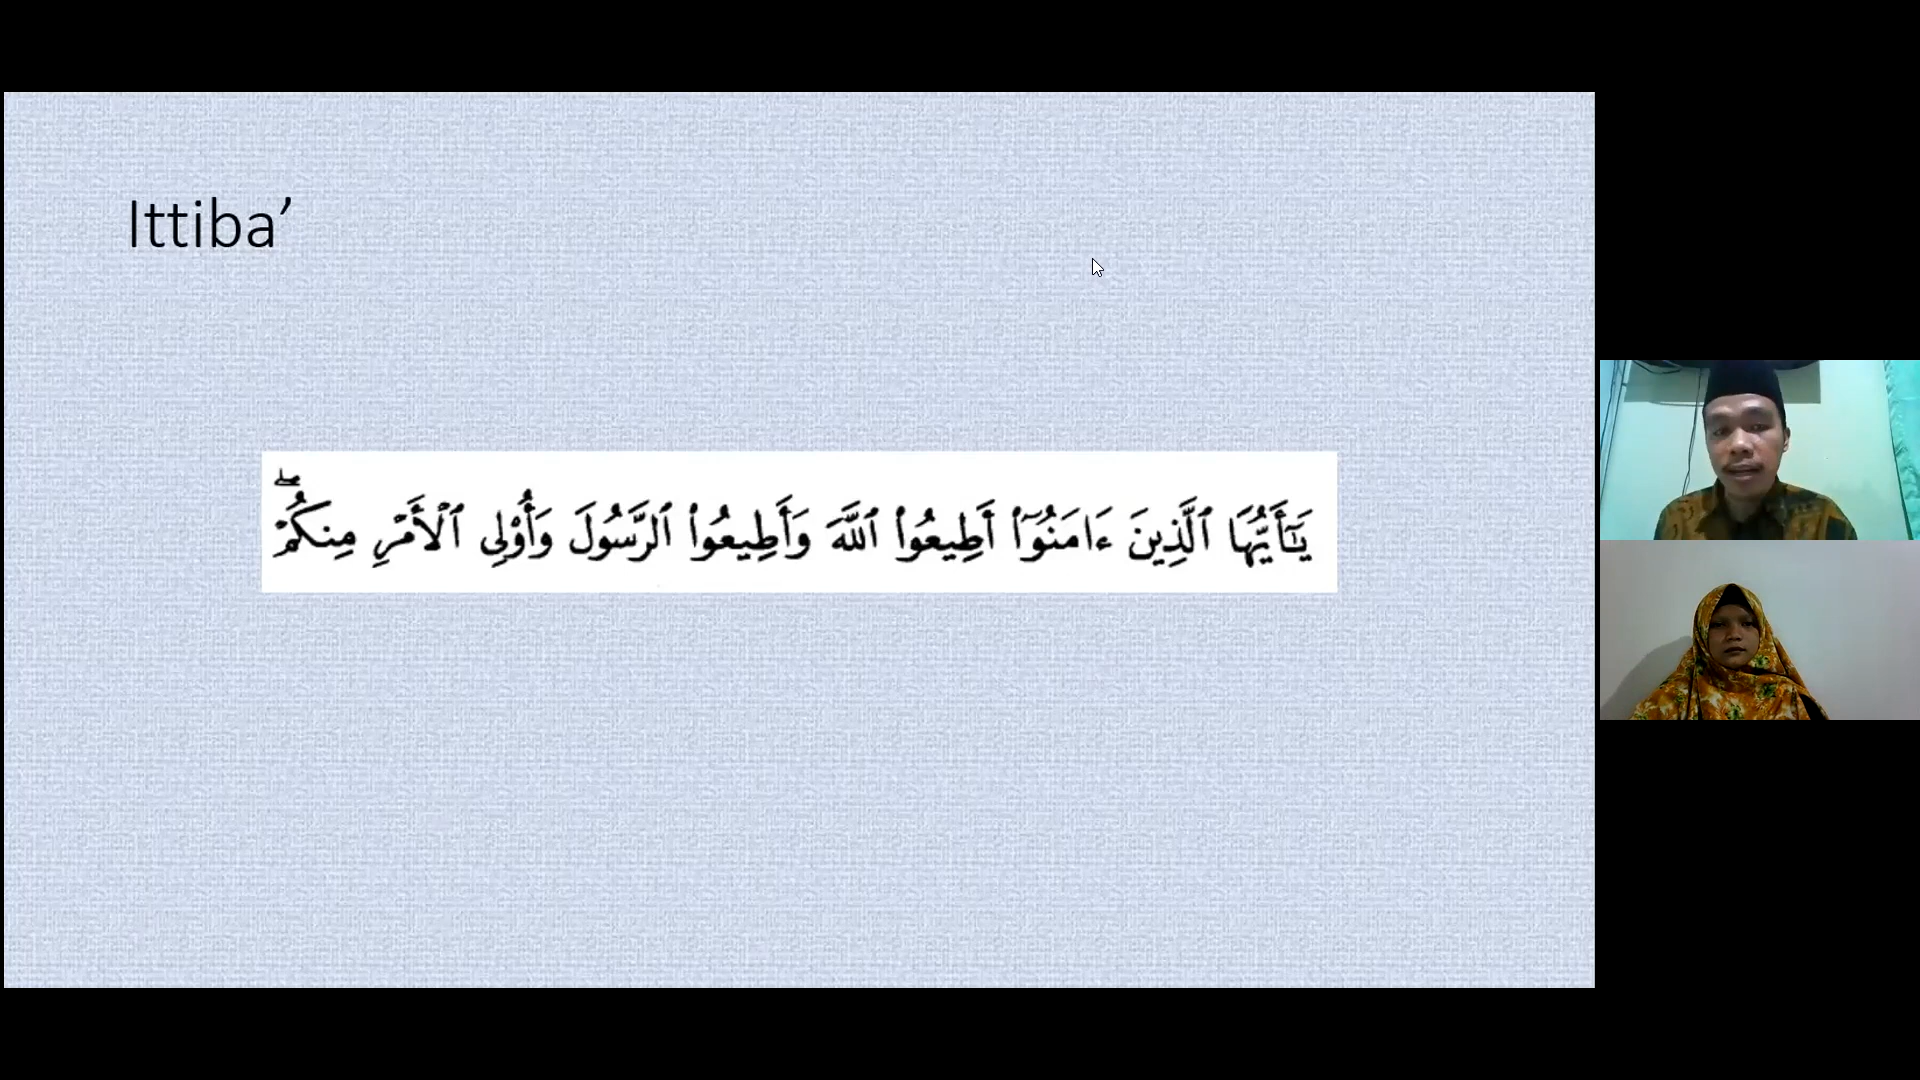 Ittiba’
يَـٰٓأَيُّهَا ٱلَّذِينَ ءَامَنُوٓا۟ أَطِيعُوا۟ ٱللَّهَ وَأَطِيعُوا۟ ٱلرَّسُولَ وَأُو۟لِى ٱلْأَمْرِ مِنكُمْ ۖ